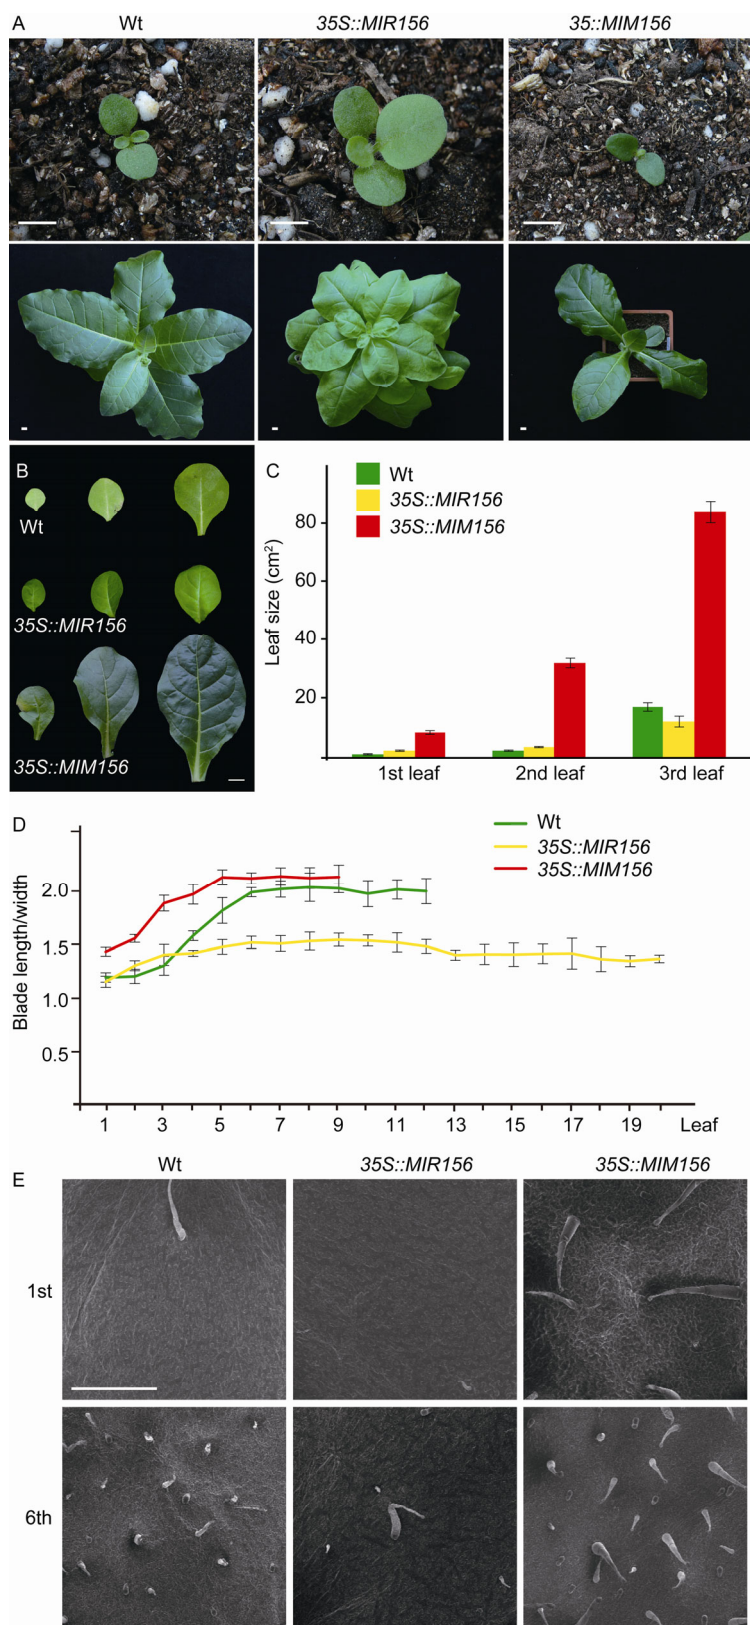 A
Wt
35S::MIR156
35::MIM156
B
Wt
35S::MIR156
35S::MIM156
C
Wt
35S::MIR156
35S::MIM156
Leaf size (cm²)
80
60
40
20
1st leaf
2nd leaf
3rd leaf
D
Wt
35S::MIR156
35S::MIM156
Blade length/width
2.0
1.5
1.0
0.5
1 3 5 7 9 11 13 15 17 19 Leaf
E
Wt
35S::MIR156
35S::MIM156
1st
6th